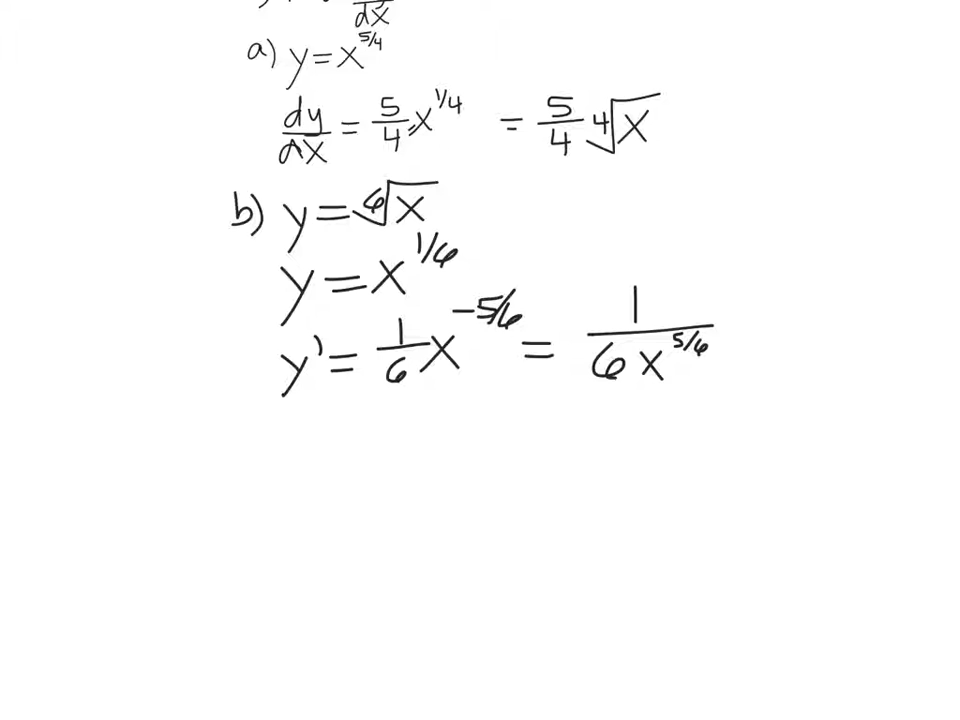 dx
a) y = x^5/4
dy/dx = 5/4 x^1/4 = 5/4 ⁴√x
b) y = ⁶√x
y = x^1/6
y' = 1/6 x^-5/6 = 1/(6x^5/6)